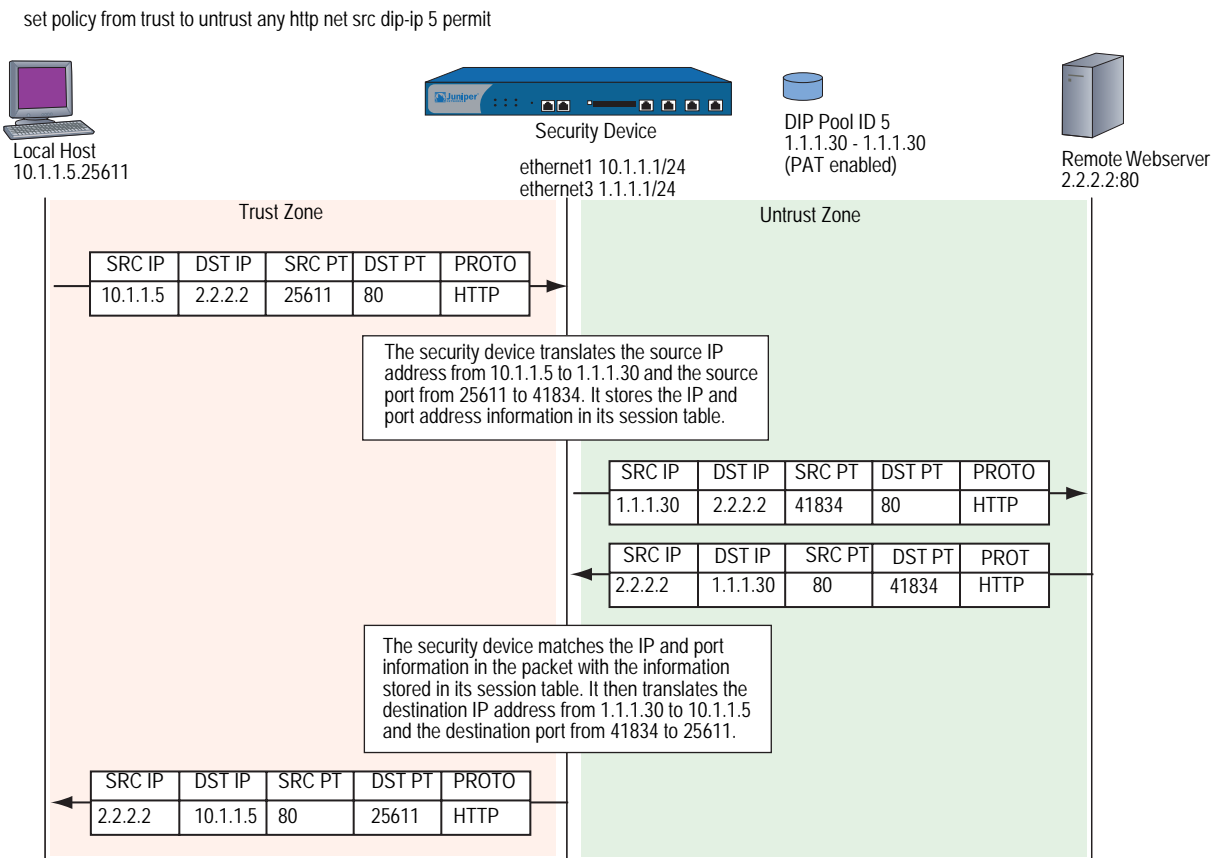 set policy from trust to untrust any http net src dip-ip 5 permit
Juniper
Local Host
10.1.1.5.25611
Security Device
ethernet1 10.1.1.1/24
ethernet3 1.1.1.1/24
DIP Pool ID 5
1.1.1.30 - 1.1.1.30
(PAT enabled)
Remote Webserver
2.2.2.2:80
Trust Zone
Untrust Zone
SRC IP DST IP SRC PT DST PT PROTO
10.1.1.5 2.2.2.2 25611 80 HTTP
The security device translates the source IP
address from 10.1.1.5 to 1.1.1.30 and the source
port from 25611 to 41834. It stores the IP and
port address information in its session table.
SRC IP DST IP SRC PT DST PT PROTO
1.1.1.30 2.2.2.2 41834 80 HTTP
SRC IP DST IP SRC PT DST PT PROT
2.2.2.2 1.1.1.30 80 41834 HTTP
The security device matches the IP and port
information in the packet with the information
stored in its session table. It then translates the
destination IP address from 1.1.1.30 to 10.1.1.5
and the destination port from 41834 to 25611.
SRC IP DST IP SRC PT DST PT PROTO
2.2.2.2 10.1.1.5 80 25611 HTTP